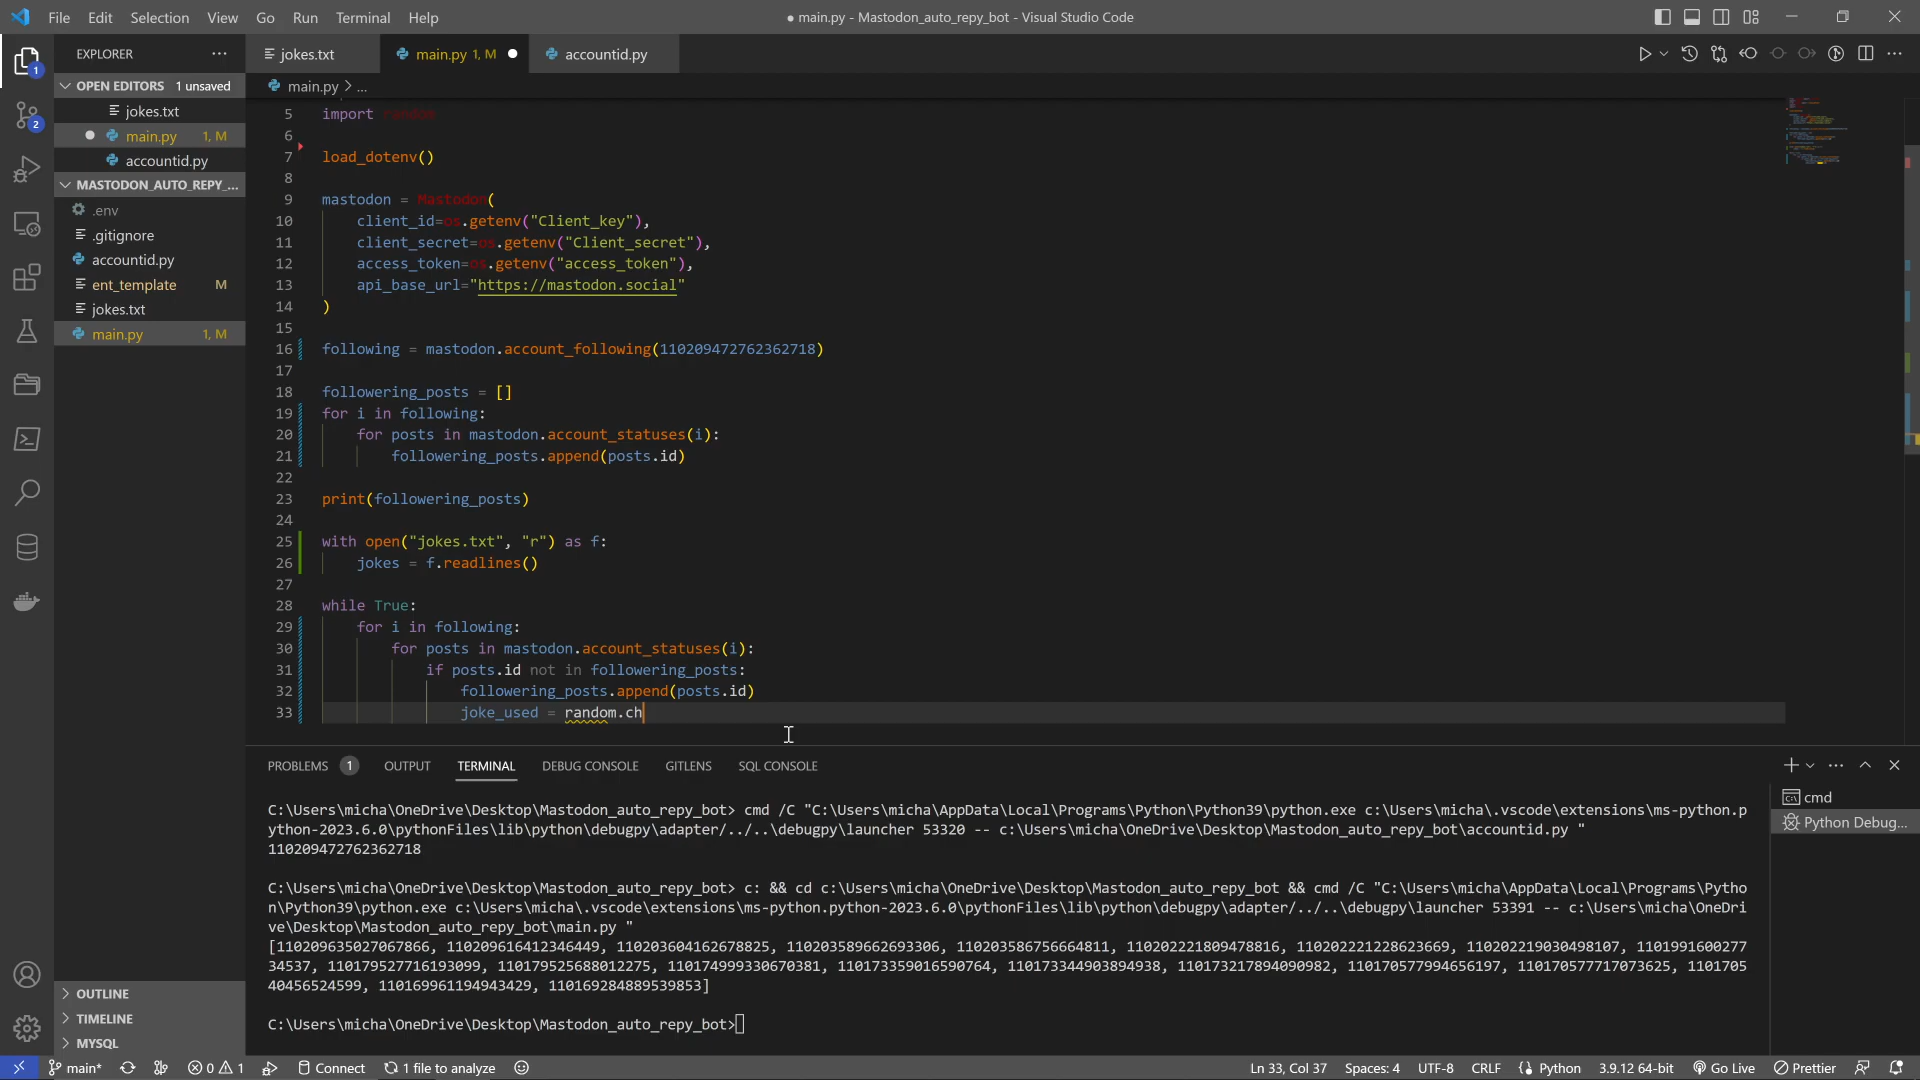 File Edit Selection View Go Run Terminal Help
● main.py - Mastodon_auto_repy_bot - Visual Studio Code
EXPLORER
jokes.txt
main.py 1, M
accountid.py
OPEN EDITORS 1 unsaved
jokes.txt
main.py 1, M
accountid.py
MASTODON_AUTO_REPY_...
.env
.gitignore
accountid.py
ent_template M
jokes.txt
main.py 1, M
OUTLINE
TIMELINE
MYSQL
1
2
main.py > ...
5 import random
6
7 load_dotenv()
8
9 mastodon = Mastodon(
10 client_id=os.getenv("Client_key"),
11 client_secret=os.getenv("Client_secret"),
12 access_token=os.getenv("access_token"),
13 api_base_url="https://mastodon.social"
14 )
15
16 following = mastodon.account_following(110209472762362718)
17
18 followering_posts = []
19 for i in following:
20 for posts in mastodon.account_statuses(i):
21 followering_posts.append(posts.id)
22
23 print(followering_posts)
24
25 with open("jokes.txt", "r") as f:
26 jokes = f.readlines()
27
28 while True:
29 for i in following:
30 for posts in mastodon.account_statuses(i):
31 if posts.id not in followering_posts:
32 followering_posts.append(posts.id)
33 joke_used = random.ch
PROBLEMS 1 OUTPUT TERMINAL DEBUG CONSOLE GITLENS SQL CONSOLE
C:\Users\micha\OneDrive\Desktop\Mastodon_auto_repy_bot> cmd /C "C:\Users\micha\AppData\Local\Programs\Python\Python39\python.exe c:\Users\micha\.vscode\extensions\ms-python.p
ython-2023.6.0\pythonFiles\lib\python\debugpy\adapter/../..\debugpy\launcher 53320 -- c:\Users\micha\OneDrive\Desktop\Mastodon_auto_repy_bot\accountid.py "
110209472762362718
C:\Users\micha\OneDrive\Desktop\Mastodon_auto_repy_bot> c: && cd c:\Users\micha\OneDrive\Desktop\Mastodon_auto_repy_bot && cmd /C "C:\Users\micha\AppData\Local\Programs\Pytho
n\Python39\python.exe c:\Users\micha\.vscode\extensions\ms-python.python-2023.6.0\pythonFiles\lib\python\debugpy\adapter/../..\debugpy\launcher 53391 -- c:\Users\micha\OneDri
ve\Desktop\Mastodon_auto_repy_bot\main.py "
[110209635027067866, 110209616412346449, 110203604162678825, 110203589662693306, 110203586756664811, 110202221809478816, 110202221228623669, 110202219030498107, 1101991600277
34537, 110179527716193099, 110179525688012275, 110174999330670381, 110173359016590764, 110173344903894938, 110173217894090982, 110170577994656197, 110170577717073625, 1101705
40456524599, 110169961194943429, 110169284889539853]
C:\Users\micha\OneDrive\Desktop\Mastodon_auto_repy_bot>
cmd
Python Debug...
main* 0 1 Connect 1 file to analyze
Ln 33, Col 37 Spaces: 4 UTF-8 CRLF Python 3.9.12 64-bit Go Live Prettier